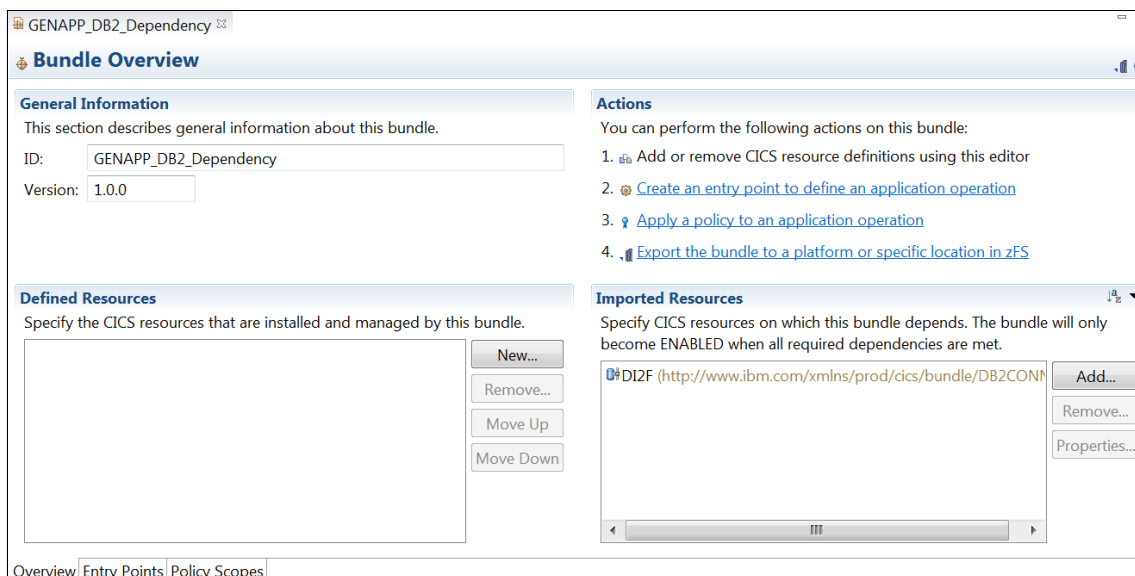 GENAPP_DB2_Dependency
Bundle Overview
General Information
This section describes general information about this bundle.
ID: GENAPP_DB2_Dependency
Version: 1.0.0
Actions
You can perform the following actions on this bundle:
1. Add or remove CICS resource definitions using this editor
2. Create an entry point to define an application operation
3. Apply a policy to an application operation
4. Export the bundle to a platform or specific location in zFS
Defined Resources
Specify the CICS resources that are installed and managed by this bundle.
New...
Remove...
Move Up
Move Down
Imported Resources
Specify CICS resources on which this bundle depends. The bundle will only
become ENABLED when all required dependencies are met.
DI2F (http://www.ibm.com/xmlns/prod/cics/bundle/DB2CONN
Add...
Remove...
Properties...
Overview Entry Points Policy Scopes